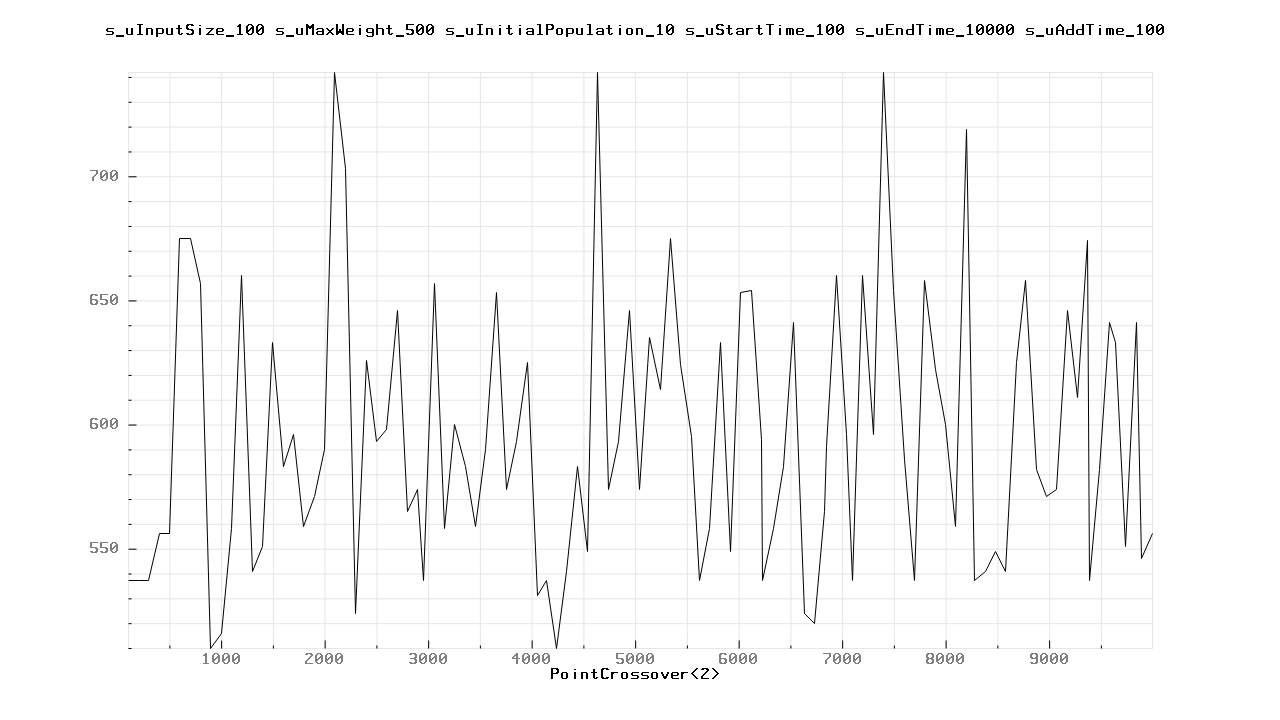 s_uInputSize_100 s_uMaxWeight_500 s_uInitialPopulation_10 s_uStartTime_100 s_uEndTime_10000 s_uAddTime_100
700
650
600
550
1000 2000 3000 4000 5000 6000 7000 8000 9000
PointCrossover<2>